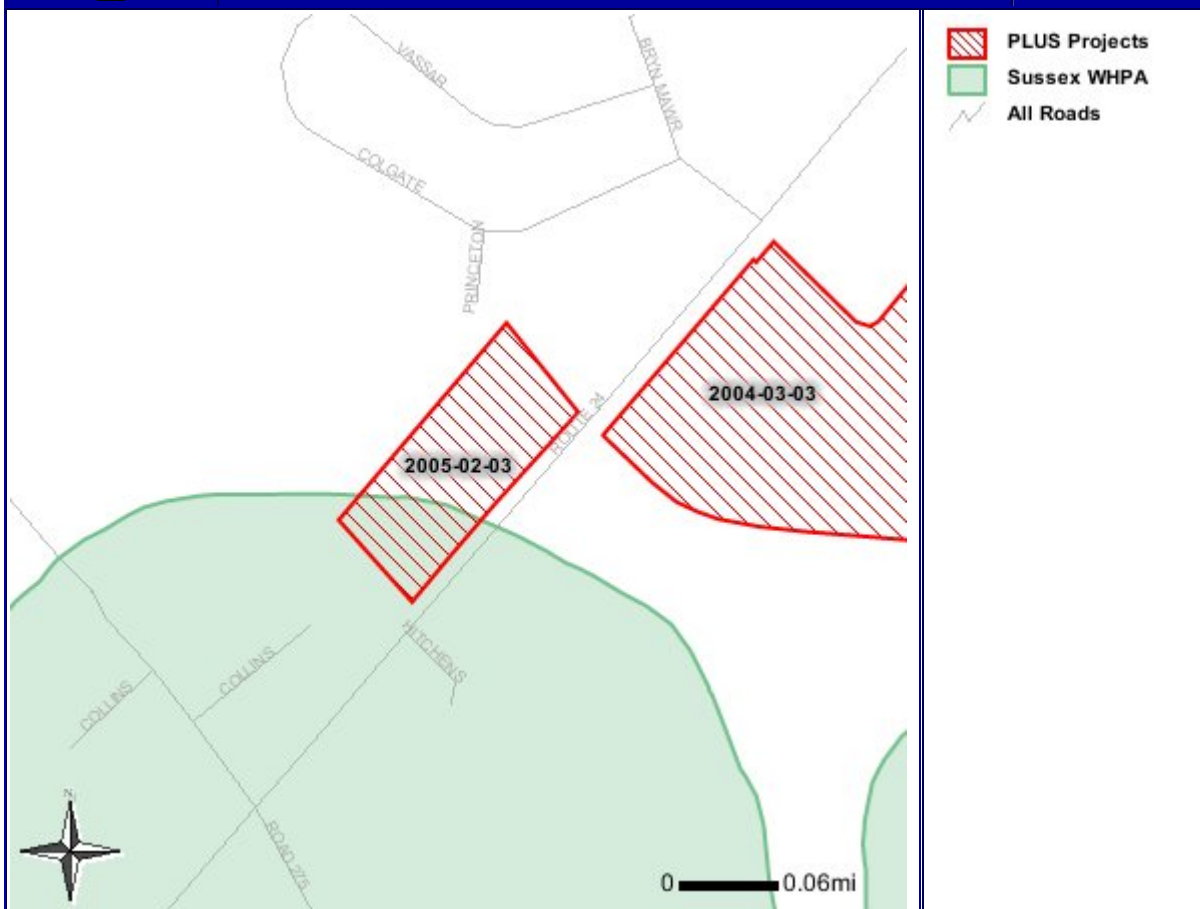 PLUS Projects
Sussex WHPA
All Roads
VASSAR
BRYN MAWR
COLGATE
PRINCETON
2004-03-03
ROUTE 24
2005-02-03
HITCHENS
COLLINS
COLLINS
ROAD 275
N
0 0.06mi